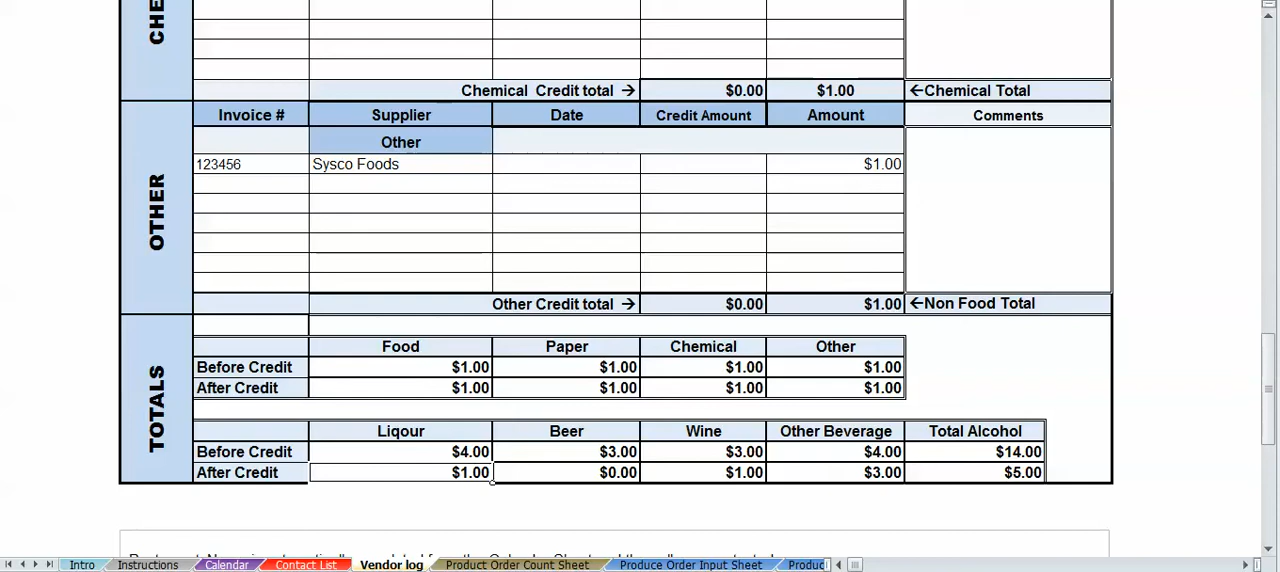 CHE
Chemical Credit total → $0.00 $1.00 ←Chemical Total
Invoice # Supplier Date Credit Amount Amount Comments
Other
123456 Sysco Foods $1.00
OTHER
Other Credit total → $0.00 $1.00 ←Non Food Total
TOTALS
Food Paper Chemical Other
Before Credit $1.00 $1.00 $1.00 $1.00
After Credit $1.00 $1.00 $1.00 $1.00
Liqour Beer Wine Other Beverage Total Alcohol
Before Credit $4.00 $3.00 $3.00 $4.00 $14.00
After Credit $1.00 $0.00 $1.00 $3.00 $5.00
Intro Instructions Calendar Contact List Vendor log Product Order Count Sheet Produce Order Input Sheet Produc